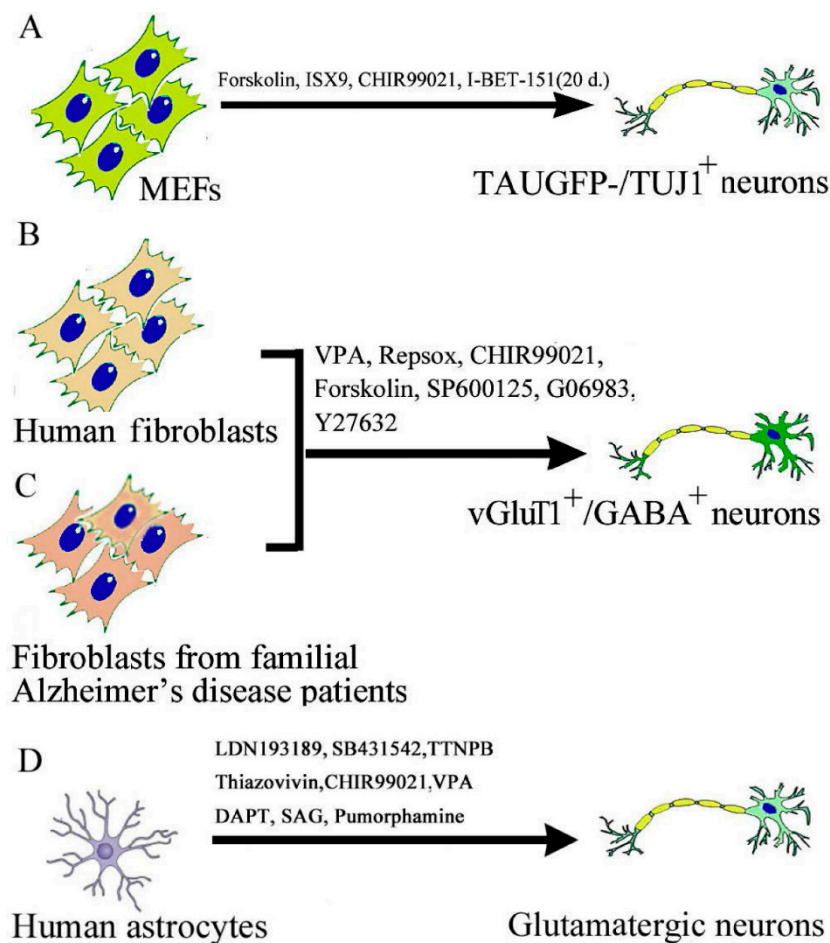 A
Forskolin, ISX9, CHIR99021, I-BET-151(20 d.)
MEFs
TAUGFP-/TUJ1+ neurons
B
Human fibroblasts
VPA, Repsox, CHIR99021,
Forskolin, SP600125, G06983,
Y27632
vGluT1+/GABA+ neurons
C
Fibroblasts from familial
Alzheimer's disease patients
D
LDN193189, SB431542,TTNPB
Thiazovivin,CHIR99021,VPA
DAPT, SAG, Pumorphamine
Human astrocytes
Glutamatergic neurons